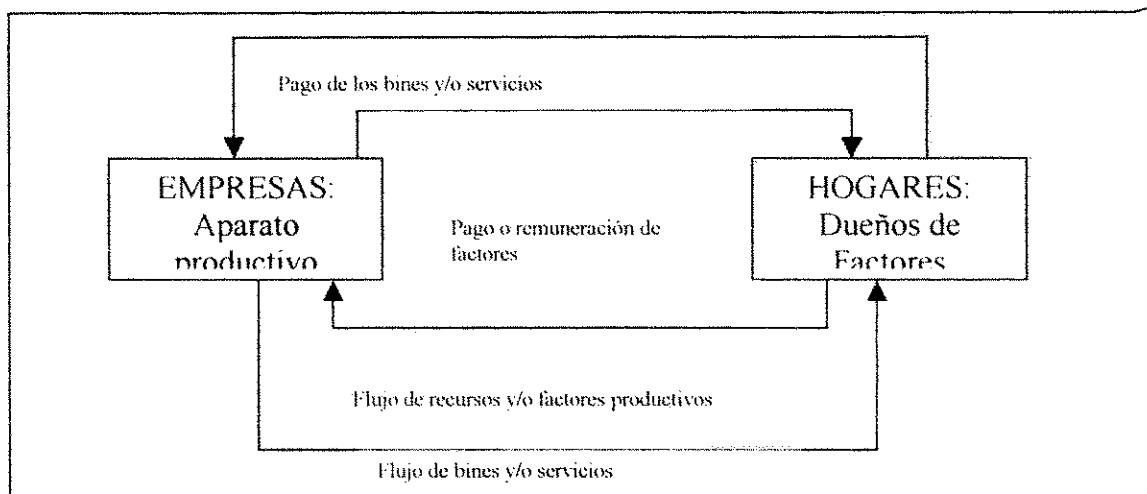 Pago de los bines y/o servicios
EMPRESAS:
Aparato
productivo
HOGARES:
Dueños de
Factores
Pago o remuneración de
factores
Flujo de recursos y/o factores productivos
Flujo de bines y/o servicios